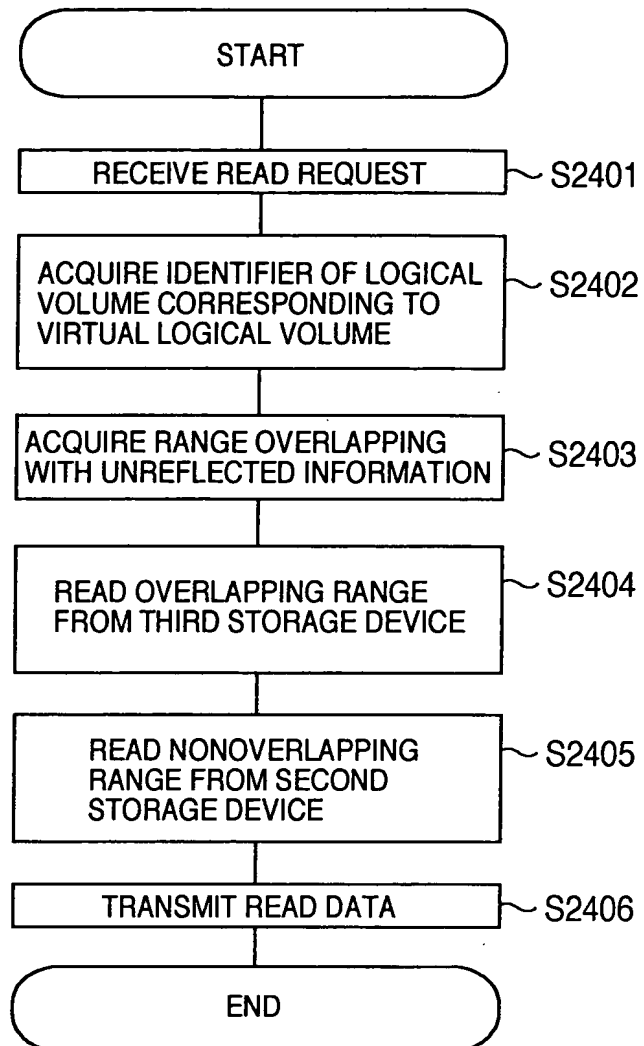 START
RECEIVE READ REQUEST
S2401
ACQUIRE IDENTIFIER OF LOGICAL
VOLUME CORRESPONDING TO
VIRTUAL LOGICAL VOLUME
S2402
ACQUIRE RANGE OVERLAPPING
WITH UNREFLECTED INFORMATION
S2403
READ OVERLAPPING RANGE
FROM THIRD STORAGE DEVICE
S2404
READ NONOVERLAPPING
RANGE FROM SECOND
STORAGE DEVICE
S2405
TRANSMIT READ DATA
S2406
END